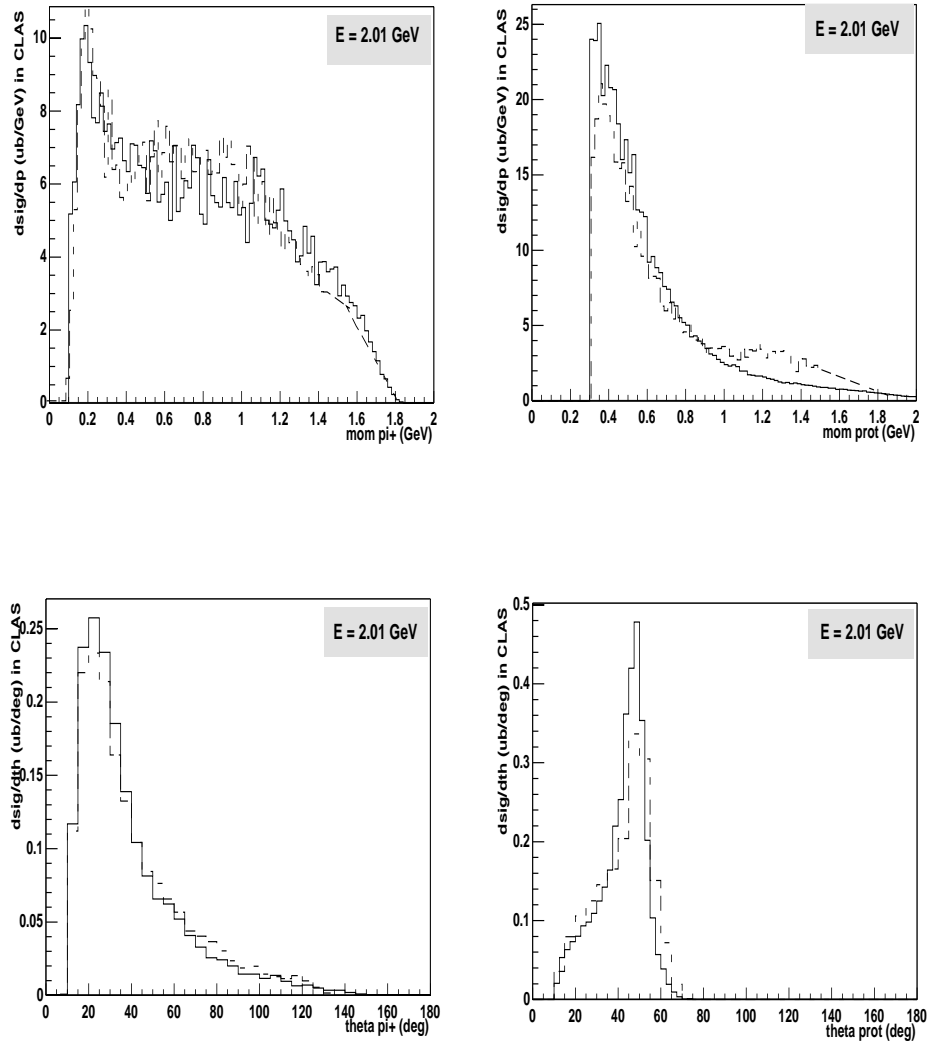 E = 2.01 GeV
dsig/dp (ub/GeV) in CLAS
10
8
6
4
2
0
0 0.2 0.4 0.6 0.8 1 1.2 1.4 1.6 1.8 2
mom pi+ (GeV)
E = 2.01 GeV
dsig/dp (ub/GeV) in CLAS
25
20
15
10
5
0
0 0.2 0.4 0.6 0.8 1 1.2 1.4 1.6 1.8 2
mom prot (GeV)
E = 2.01 GeV
dsig/dth (ub/deg) in CLAS
0.25
0.2
0.15
0.1
0.05
0
0 20 40 60 80 100 120 140 160 180
theta pi+ (deg)
E = 2.01 GeV
dsig/dth (ub/deg) in CLAS
0.5
0.4
0.3
0.2
0.1
0
0 20 40 60 80 100 120 140 160 180
theta prot (deg)